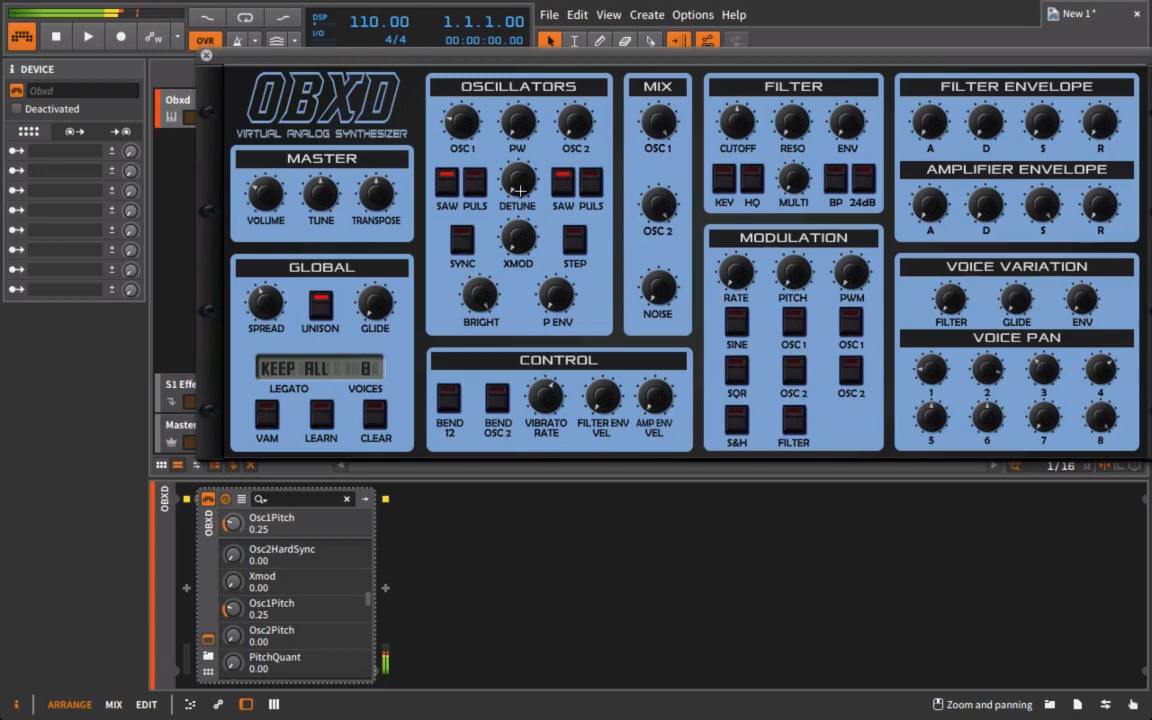 File Edit View Create Options Help
DSP
I/O
110.00
4/4
1.1.1.00
00:00:00.00
New 1*
OVR
i DEVICE
Obxd
Deactivated
Obxd
S1 Effe
Master
OBXD
VIRTUAL ANALOG SYNTHESIZER
MASTER
VOLUME TUNE TRANSPOSE
GLOBAL
SPREAD UNISON GLIDE
KEEP ALL 8
LEGATO VOICES
VAM LEARN CLEAR
OSCILLATORS
OSC 1 PW OSC 2
SAW PULS DETUNE SAW PULS
SYNC XMOD STEP
BRIGHT P ENV
MIX
OSC 1
OSC 2
NOISE
CONTROL
BEND 12
BEND OSC 2
VIBRATO RATE
FILTER ENV VEL
AMP ENV VEL
FILTER
CUTOFF RESO ENV
KEY HQ MULTI BP 24dB
MODULATION
RATE PITCH PWM
SINE OSC 1 OSC 1
SQR OSC 2 OSC 2
S&H FILTER
FILTER ENVELOPE
A D S R
AMPLIFIER ENVELOPE
A D S R
VOICE VARIATION
FILTER GLIDE ENV
VOICE PAN
1 2 3 4
5 6 7 8
1/16
OBXD
OBXD
Osc1Pitch
0.25
Osc2HardSync
0.00
Xmod
0.00
Osc1Pitch
0.25
Osc2Pitch
0.00
PitchQuant
0.00
i ARRANGE MIX EDIT
Zoom and panning